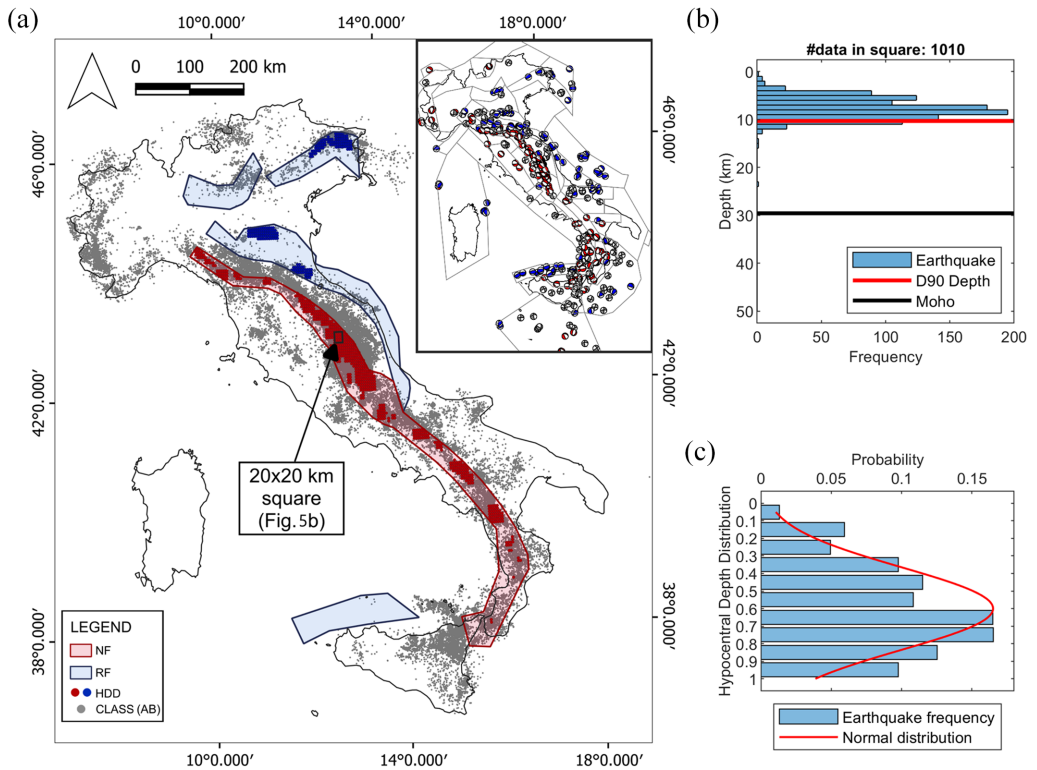 (a)
10°0.000′ 14°0.000′ 18°0.000′
0 100 200 km
46°0.000′
46°0.000′
42°0.000′
42°0.000′
38°0.000′
38°0.000′
20x20 km
square
(Fig.5b)
LEGEND
NF
RF
HDD
CLASS (AB)
10°0.000′ 14°0.000′ 18°0.000′
(b)
#data in square: 1010
0
10
20
30
40
50
Depth (km)
Earthquake
D90 Depth
Moho
0 50 100 150 200
Frequency
(c)
Probability
0 0.05 0.1 0.15
0
0.1
0.2
0.3
0.4
0.5
0.6
0.7
0.8
0.9
1
Hypocentral Depth Distribution
Earthquake frequency
Normal distribution